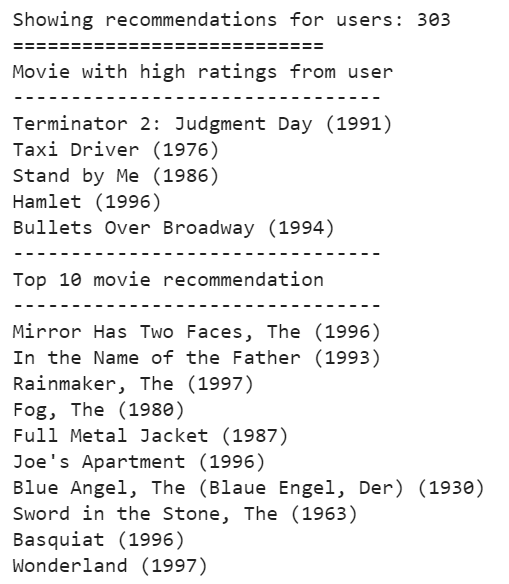 Showing recommendations for users: 303
===========================
Movie with high ratings from user
--------------------------------
Terminator 2: Judgment Day (1991)
Taxi Driver (1976)
Stand by Me (1986)
Hamlet (1996)
Bullets Over Broadway (1994)
--------------------------------
Top 10 movie recommendation
--------------------------------
Mirror Has Two Faces, The (1996)
In the Name of the Father (1993)
Rainmaker, The (1997)
Fog, The (1980)
Full Metal Jacket (1987)
Joe's Apartment (1996)
Blue Angel, The (Blaue Engel, Der) (1930)
Sword in the Stone, The (1963)
Basquiat (1996)
Wonderland (1997)